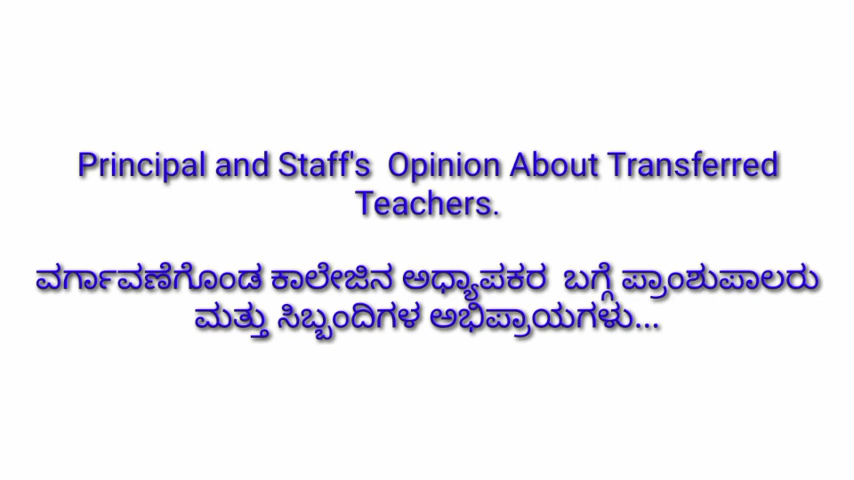 Principal and Staff's  Opinion About Transferred
Teachers.
ವರ್ಗಾವಣೆಗೊಂಡ ಕಾಲೇಜಿನ ಅಧ್ಯಾಪಕರ  ಬಗ್ಗೆ ಪ್ರಾಂಶುಪಾಲರು
ಮತ್ತು ಸಿಬ್ಬಂದಿಗಳ ಅಭಿಪ್ರಾಯಗಳು...